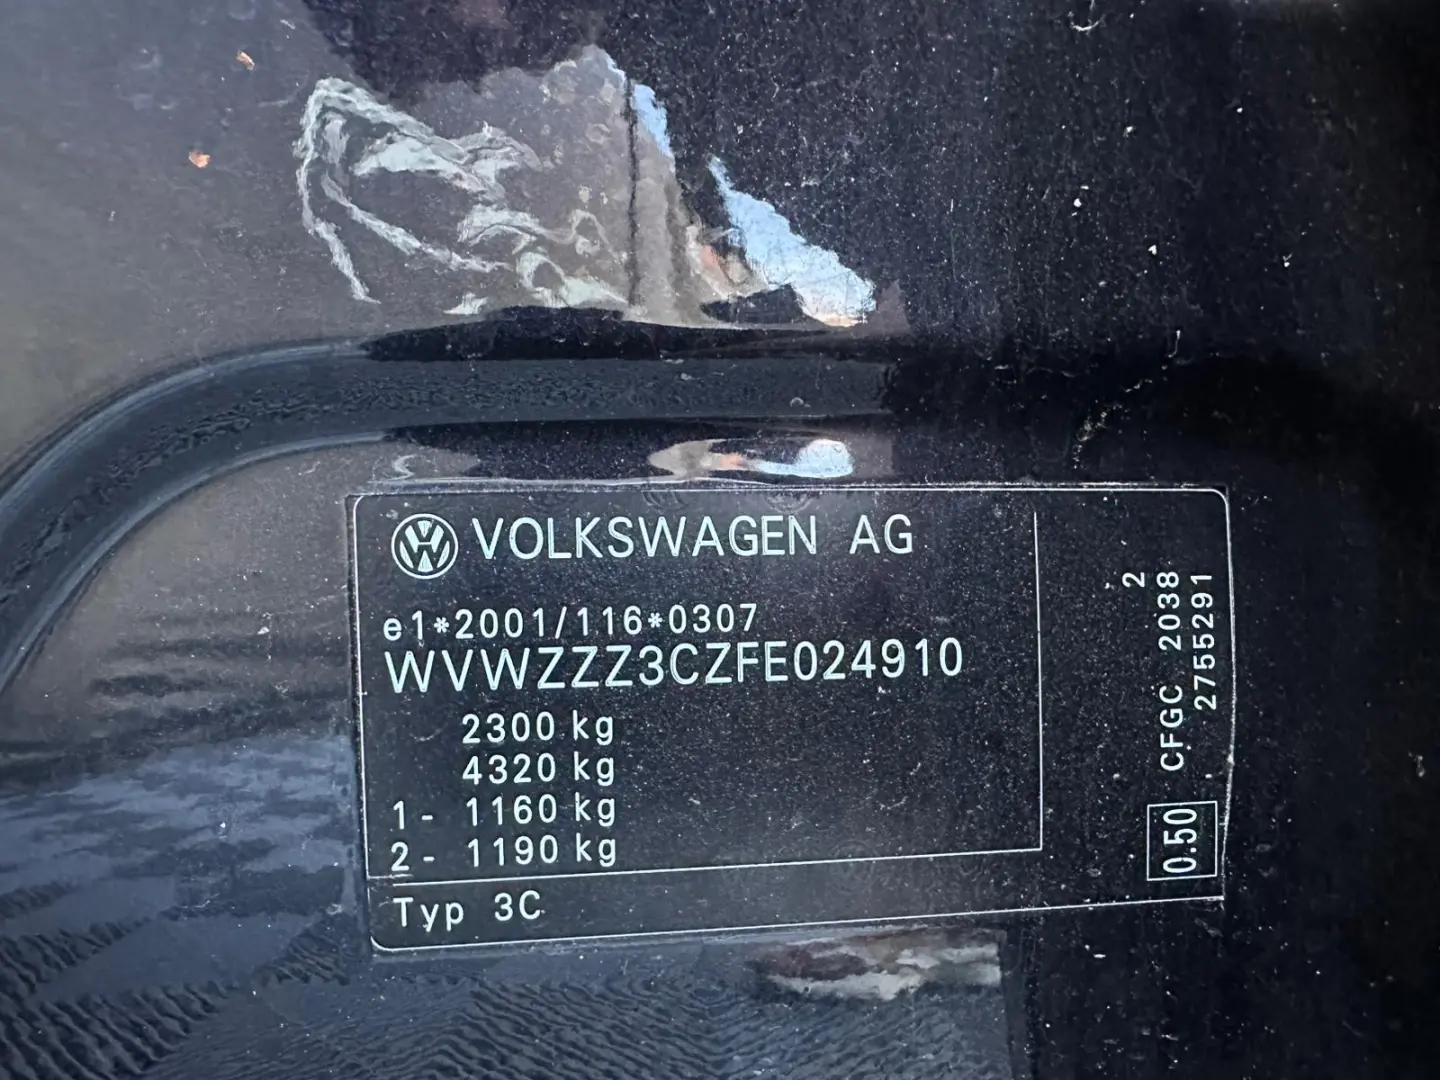 VOLKSWAGEN AG
e1*2001/116*0307
WVWZZZ3CZFE024910
2300 kg
4320 kg
1- 1160 kg
2- 1190 kg
Typ 3C
2
CFGC 2038
2755291
0.50